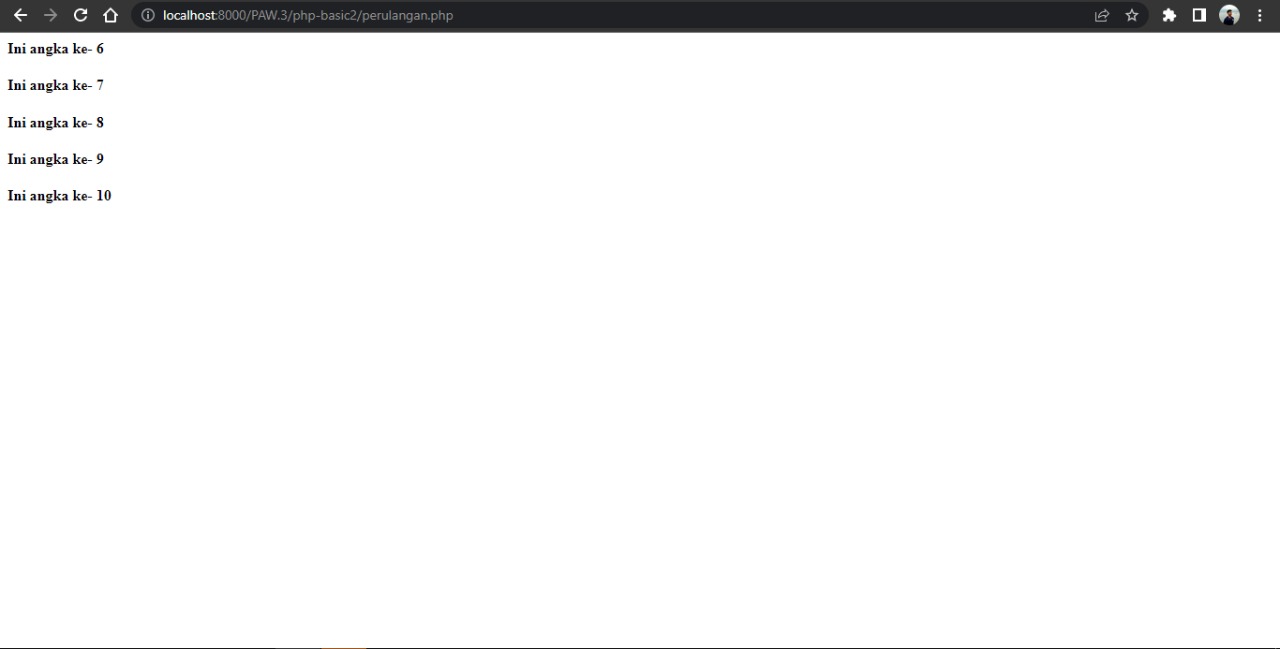 localhost:8000/PAW.3/php-basic2/perulangan.php
Ini angka ke- 6
Ini angka ke- 7
Ini angka ke- 8
Ini angka ke- 9
Ini angka ke- 10